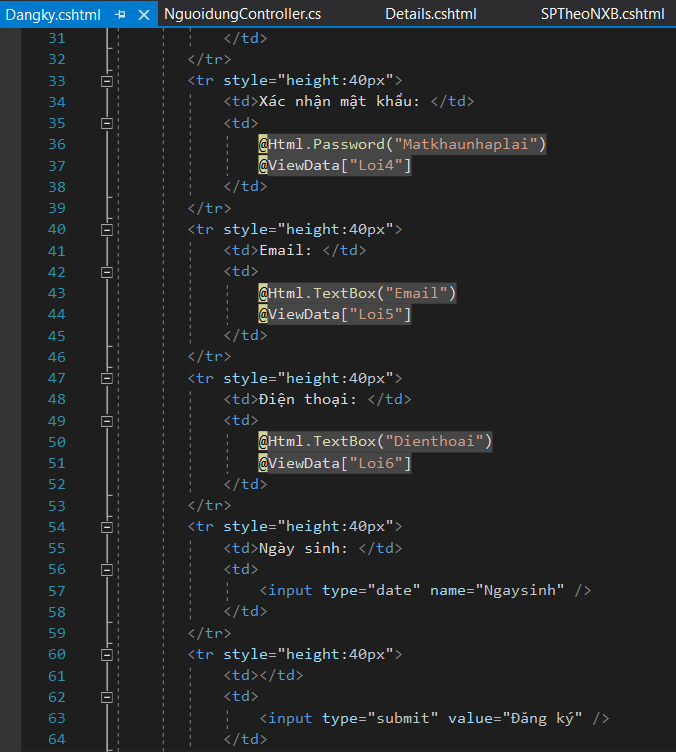 Dangky.cshtml NguoidungController.cs Details.cshtml SPTheoNXB.cshtml
31 </td>
32 </tr>
33 <tr style="height:40px">
34 <td>Xác nhận mật khẩu: </td>
35 <td>
36 @Html.Password("Matkhaunhaplai")
37 @ViewData["Loi4"]
38 </td>
39 </tr>
40 <tr style="height:40px">
41 <td>Email: </td>
42 <td>
43 @Html.TextBox("Email")
44 @ViewData["Loi5"]
45 </td>
46 </tr>
47 <tr style="height:40px">
48 <td>Điện thoại: </td>
49 <td>
50 @Html.TextBox("Dienthoai")
51 @ViewData["Loi6"]
52 </td>
53 </tr>
54 <tr style="height:40px">
55 <td>Ngày sinh: </td>
56 <td>
57 <input type="date" name="Ngaysinh" />
58 </td>
59 </tr>
60 <tr style="height:40px">
61 <td></td>
62 <td>
63 <input type="submit" value="Đăng ký" />
64 </td>